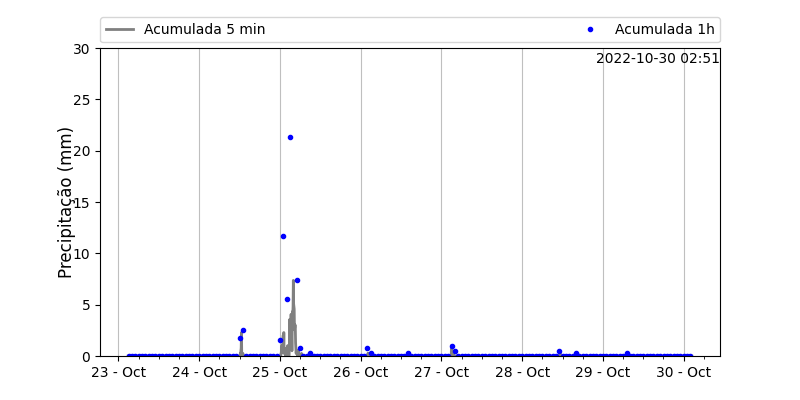 Acumulada 5 min
Acumulada 1h
2022-10-30 02:51
Precipitação (mm)
30
25
20
15
10
5
0
23 - Oct
24 - Oct
25 - Oct
26 - Oct
27 - Oct
28 - Oct
29 - Oct
30 - Oct